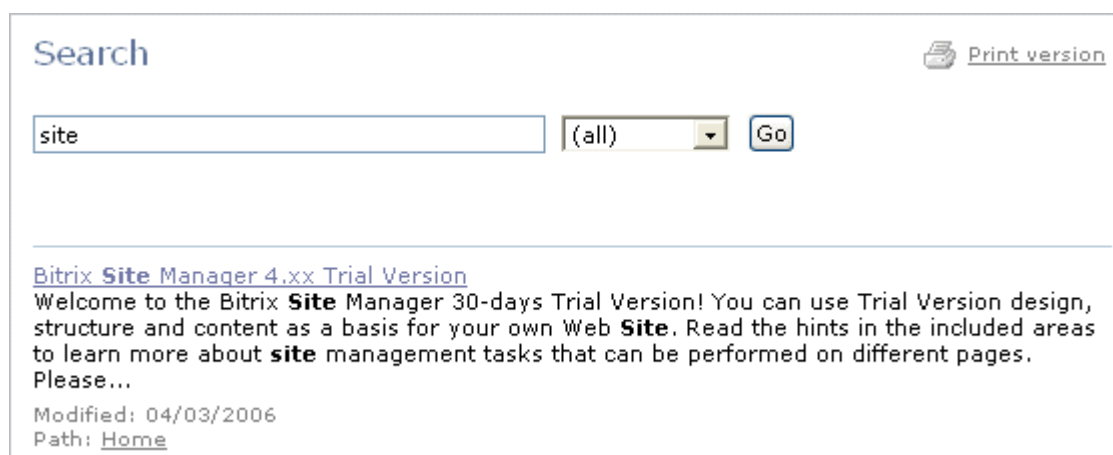 Search
Print version
site
(all)
Go
Bitrix Site Manager 4.xx Trial Version
Welcome to the Bitrix Site Manager 30-days Trial Version! You can use Trial Version design,
structure and content as a basis for your own Web Site. Read the hints in the included areas
to learn more about site management tasks that can be performed on different pages.
Please...
Modified: 04/03/2006
Path: Home